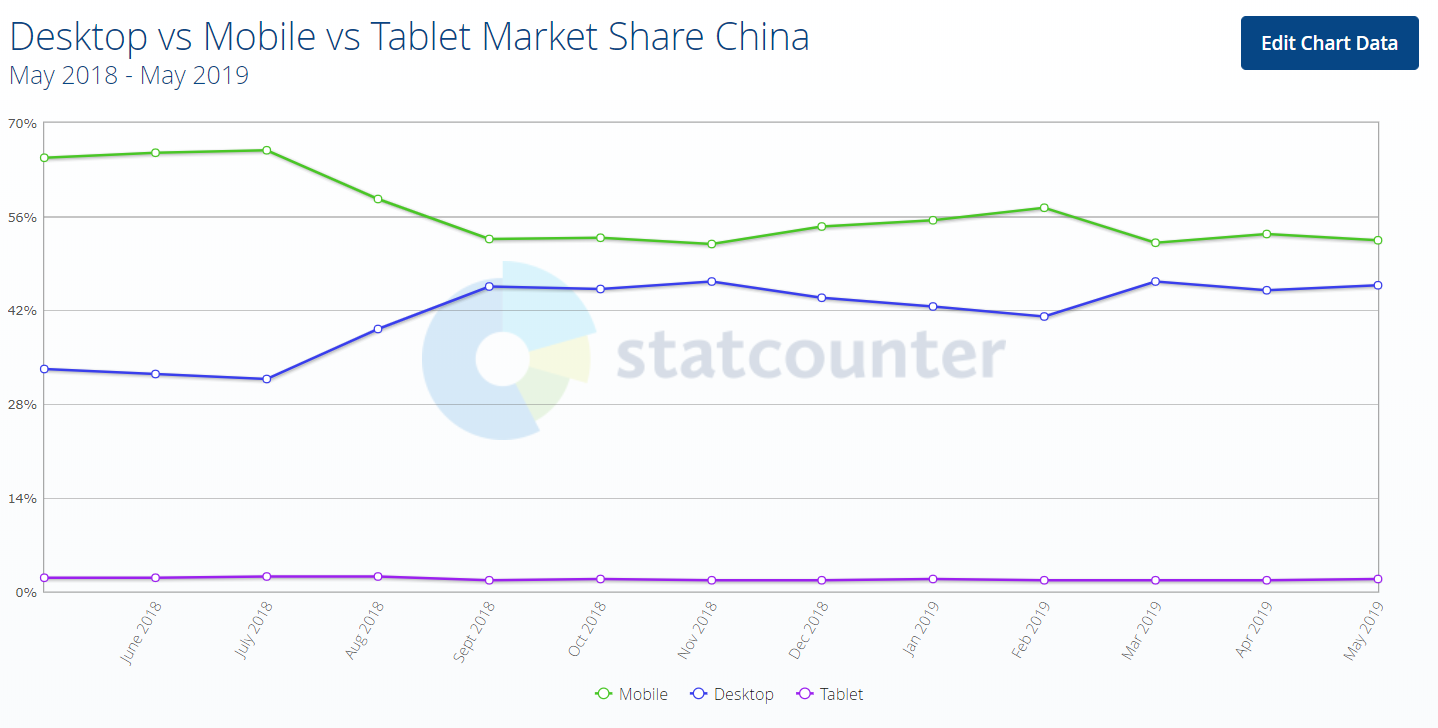 Desktop vs Mobile vs Tablet Market Share China
May 2018 - May 2019
Edit Chart Data
70%
56%
42%
28%
14%
0%
statcounter
June 2018
July 2018
Aug 2018
Sept 2018
Oct 2018
Nov 2018
Dec 2018
Jan 2019
Feb 2019
Mar 2019
Apr 2019
May 2019
Mobile Desktop Tablet